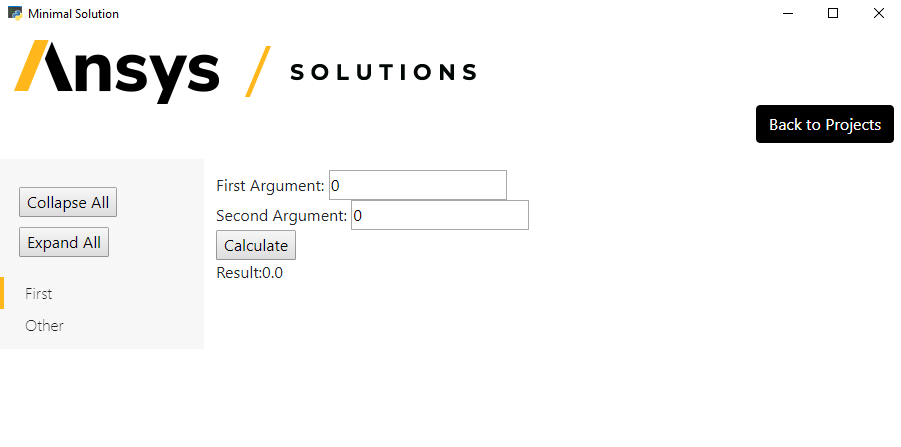 Minimal Solution
Ansys / SOLUTIONS
Back to Projects
Collapse All
Expand All
First
Other
First Argument: 0
Second Argument: 0
Calculate
Result:0.0